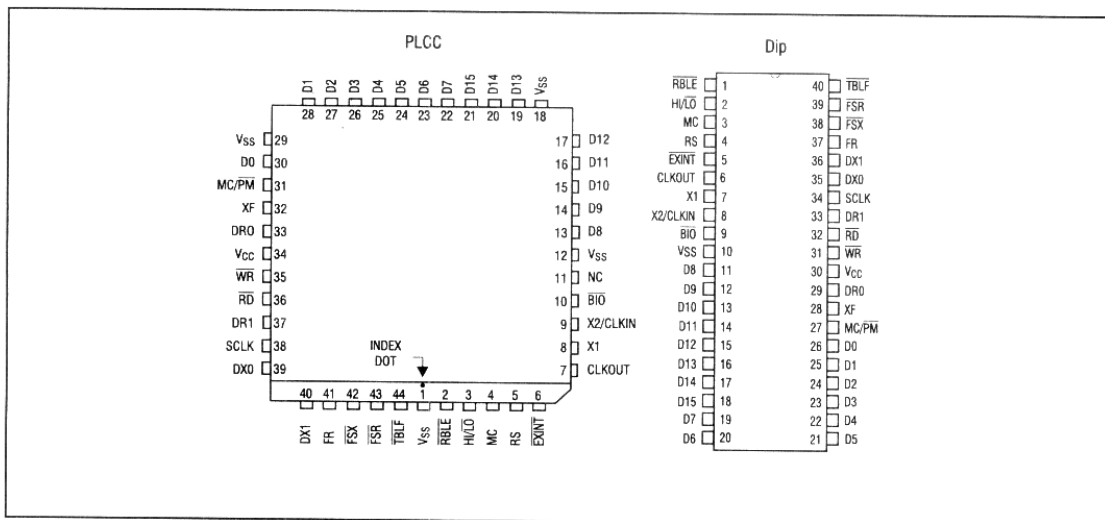 PLCC
D1 D2 D3 D4 D5 D6 D7 D15 D14 D13 VSS
28 27 26 25 24 23 22 21 20 19 18
VSS 29
D0 30
MC/PM 31
XF 32
DR0 33
VCC 34
WR 35
RD 36
DR1 37
SCLK 38
DX0 39
17 D12
16 D11
15 D10
14 D9
13 D8
12 VSS
11 NC
10 BIO
9 X2/CLKIN
8 X1
7 CLKOUT
INDEX
DOT
40 41 42 43 44 1 2 3 4 5 6
DX1 FR FSX FSR TBLF VSS RBLE HI/LO MC RS EXINT
Dip
RBLE 1 40 TBLF
HI/LO 2 39 FSR
MC 3 38 FSX
RS 4 37 FR
EXINT 5 36 DX1
CLKOUT 6 35 DX0
X1 7 34 SCLK
X2/CLKIN 8 33 DR1
BIO 9 32 RD
VSS 10 31 WR
D8 11 30 VCC
D9 12 29 DR0
D10 13 28 XF
D11 14 27 MC/PM
D12 15 26 D0
D13 16 25 D1
D14 17 24 D2
D15 18 23 D3
D7 19 22 D4
D6 20 21 D5